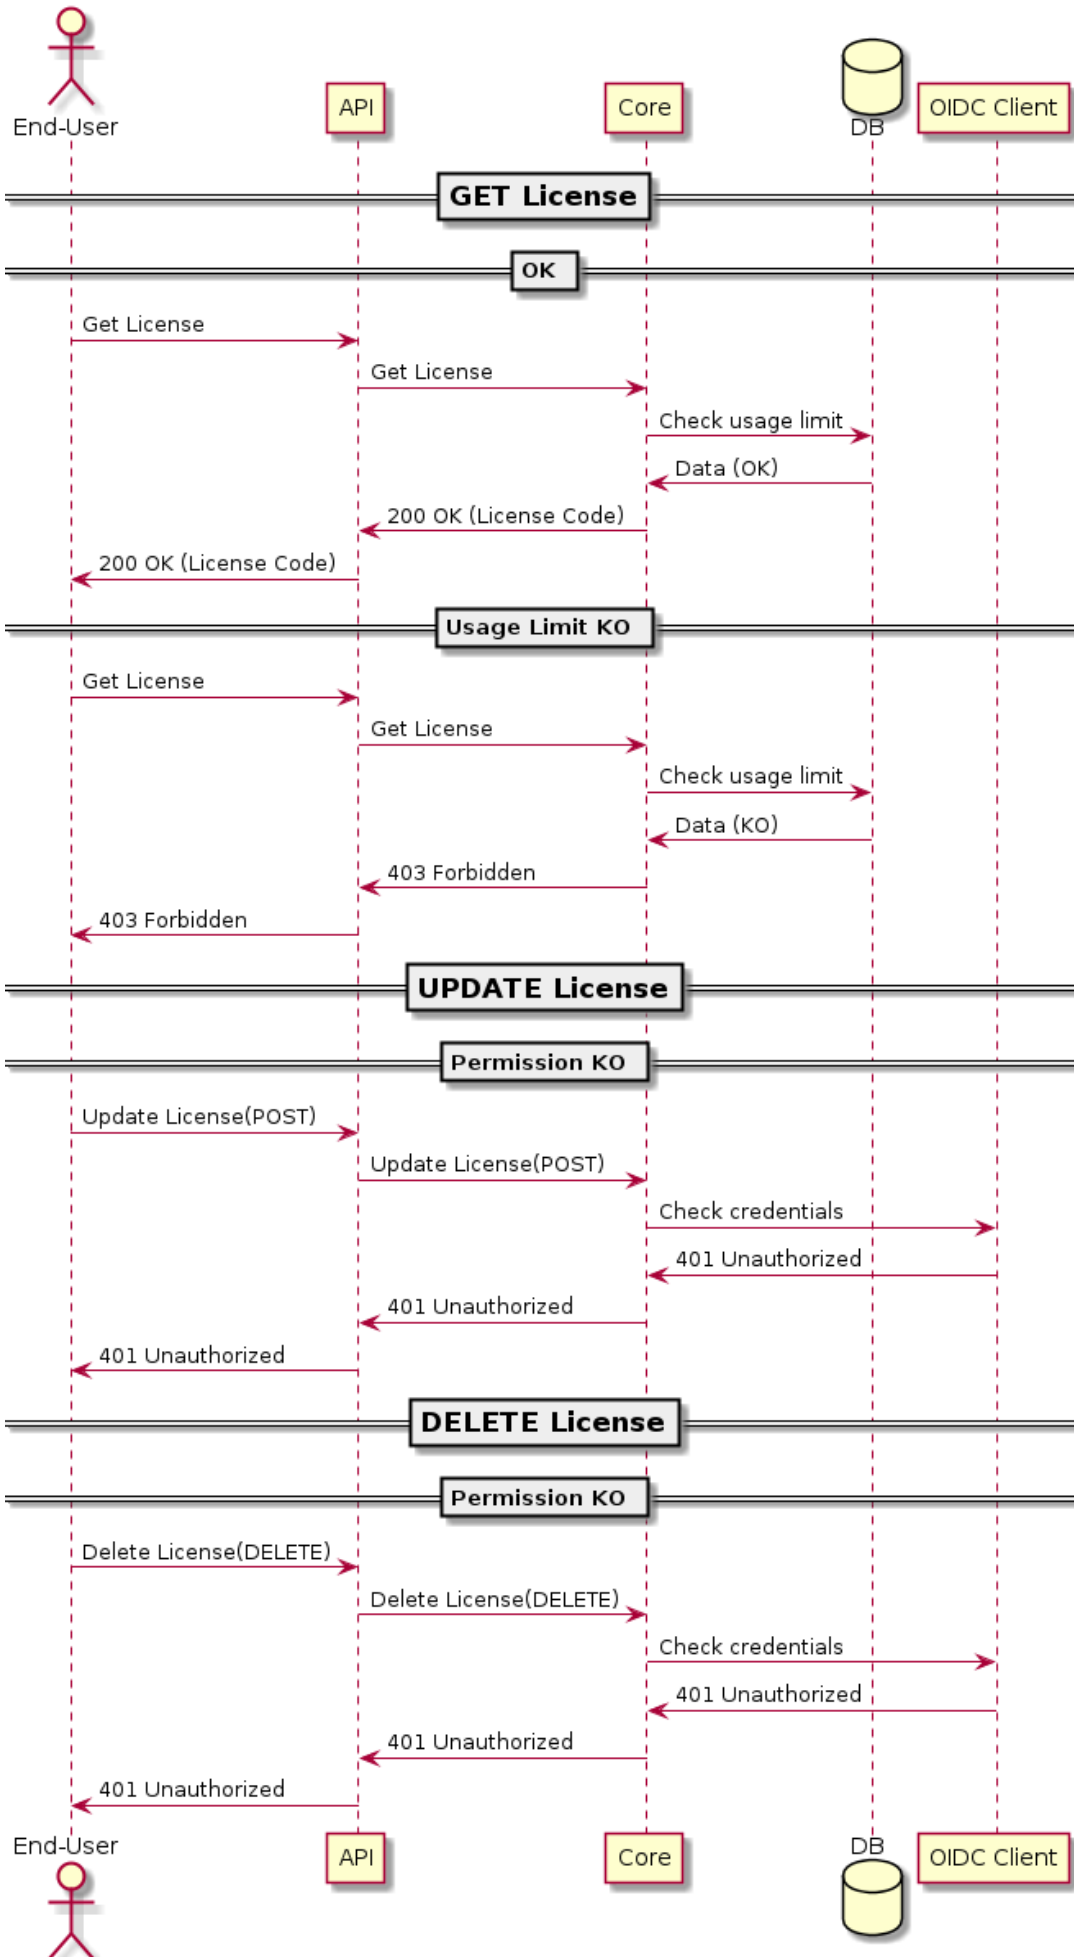 End-User
API
Core
DB
OIDC Client
GET License
OK
Get License
Get License
Check usage limit
Data (OK)
200 OK (License Code)
200 OK (License Code)
Usage Limit KO
Get License
Get License
Check usage limit
Data (KO)
403 Forbidden
403 Forbidden
UPDATE License
Permission KO
Update License(POST)
Update License(POST)
Check credentials
401 Unauthorized
401 Unauthorized
401 Unauthorized
DELETE License
Permission KO
Delete License(DELETE)
Delete License(DELETE)
Check credentials
401 Unauthorized
401 Unauthorized
401 Unauthorized
End-User
API
Core
DB
OIDC Client